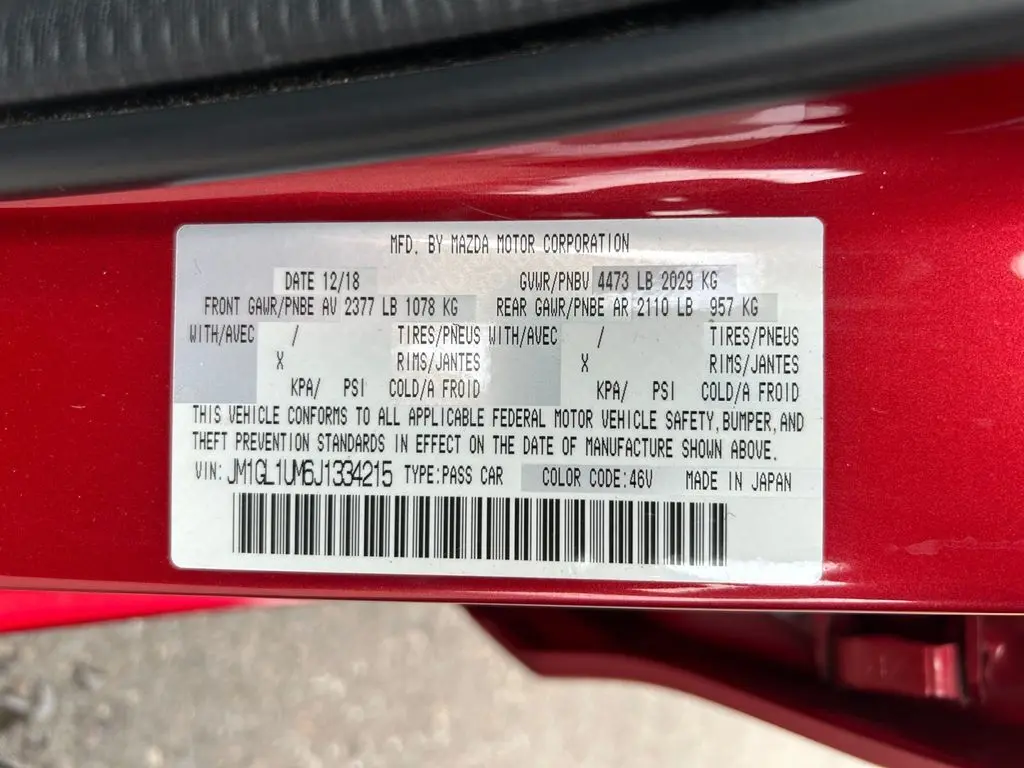 MFD. BY MAZDA MOTOR CORPORATION
DATE 12/18 GVWR/PNBV 4473 LB 2029 KG
FRONT GAWR/PNBE AV 2377 LB 1078 KG REAR GAWR/PNBE AR 2110 LB 957 KG
WITH/AVEC / TIRES/PNEUS WITH/AVEC / TIRES/PNEUS
X RIMS/JANTES X RIMS/JANTES
KPA/ PSI COLD/A FROID KPA/ PSI COLD/A FROID
THIS VEHICLE CONFORMS TO ALL APPLICABLE FEDERAL MOTOR VEHICLE SAFETY,BUMPER,AND
THEFT PREVENTION STANDARDS IN EFFECT ON THE DATE OF MANUFACTURE SHOWN ABOVE.
VIN: JM1GL1UM6J1334215 TYPE:PASS CAR COLOR CODE:46V MADE IN JAPAN